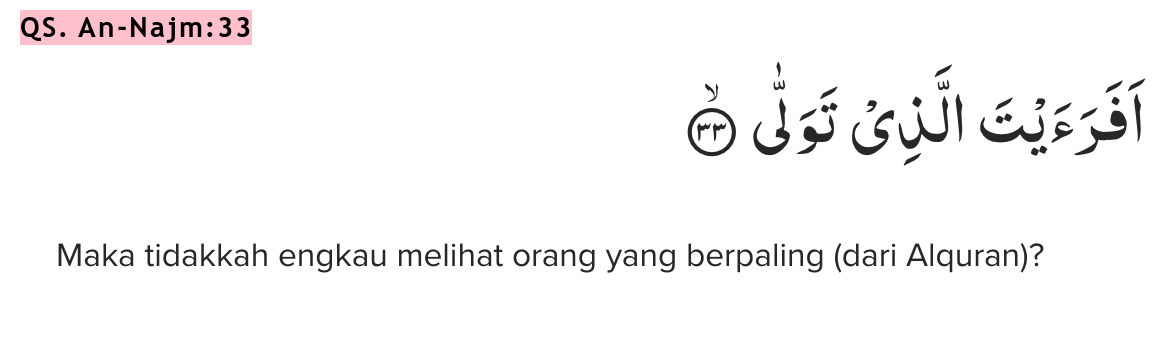 QS. An-Najm:33
اَفَرَءَيْتَ الَّذِيْ تَوَلّٰى ۙ ٣٣
Maka tidakkah engkau melihat orang yang berpaling (dari Alquran)?